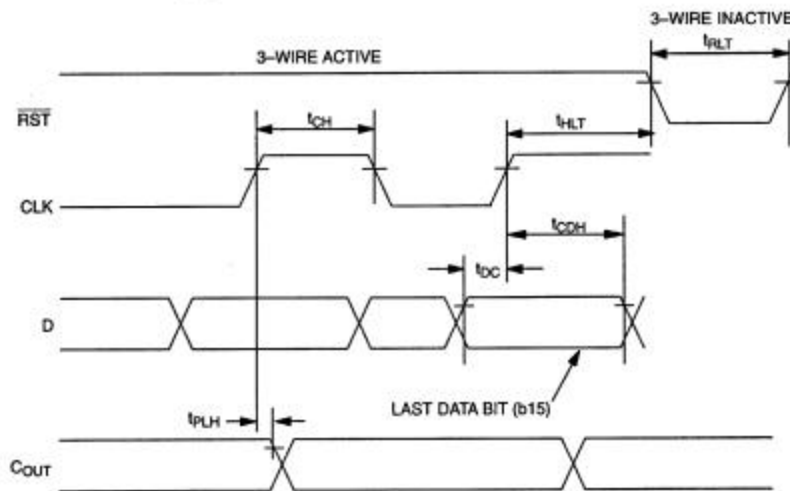 3–WIRE INACTIVE
tRLT
3–WIRE ACTIVE
RST
tCH
tHLT
CLK
tCDH
tDC
D
LAST DATA BIT (b15)
tPLH
COUT